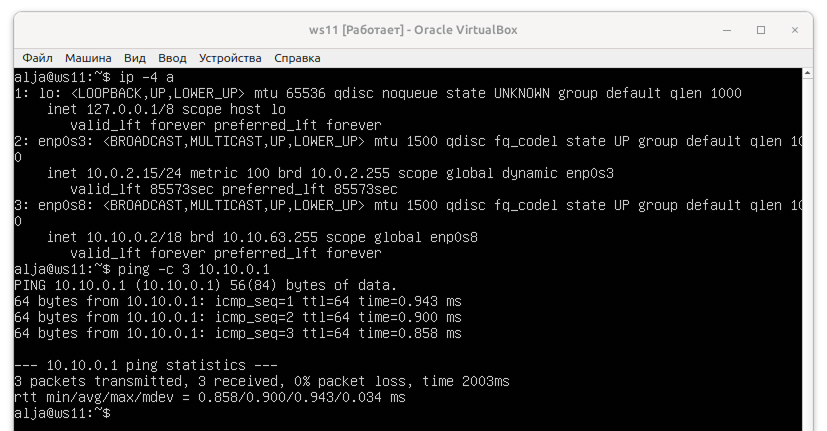 ws11 [Работает] - Oracle VirtualBox
Файл Машина Вид Ввод Устройства Справка
alja@ws11:~$ ip -4 a
1: lo: <LOOPBACK,UP,LOWER_UP> mtu 65536 qdisc noqueue state UNKNOWN group default qlen 1000
    inet 127.0.0.1/8 scope host lo
       valid_lft forever preferred_lft forever
2: enp0s3: <BROADCAST,MULTICAST,UP,LOWER_UP> mtu 1500 qdisc fq_codel state UP group default qlen 100
0
    inet 10.0.2.15/24 metric 100 brd 10.0.2.255 scope global dynamic enp0s3
       valid_lft 85573sec preferred_lft 85573sec
3: enp0s8: <BROADCAST,MULTICAST,UP,LOWER_UP> mtu 1500 qdisc fq_codel state UP group default qlen 100
0
    inet 10.10.0.2/18 brd 10.10.63.255 scope global enp0s8
       valid_lft forever preferred_lft forever
alja@ws11:~$ ping -c 3 10.10.0.1
PING 10.10.0.1 (10.10.0.1) 56(84) bytes of data.
64 bytes from 10.10.0.1: icmp_seq=1 ttl=64 time=0.943 ms
64 bytes from 10.10.0.1: icmp_seq=2 ttl=64 time=0.900 ms
64 bytes from 10.10.0.1: icmp_seq=3 ttl=64 time=0.858 ms
--- 10.10.0.1 ping statistics ---
3 packets transmitted, 3 received, 0% packet loss, time 2003ms
rtt min/avg/max/mdev = 0.858/0.900/0.943/0.034 ms
alja@ws11:~$